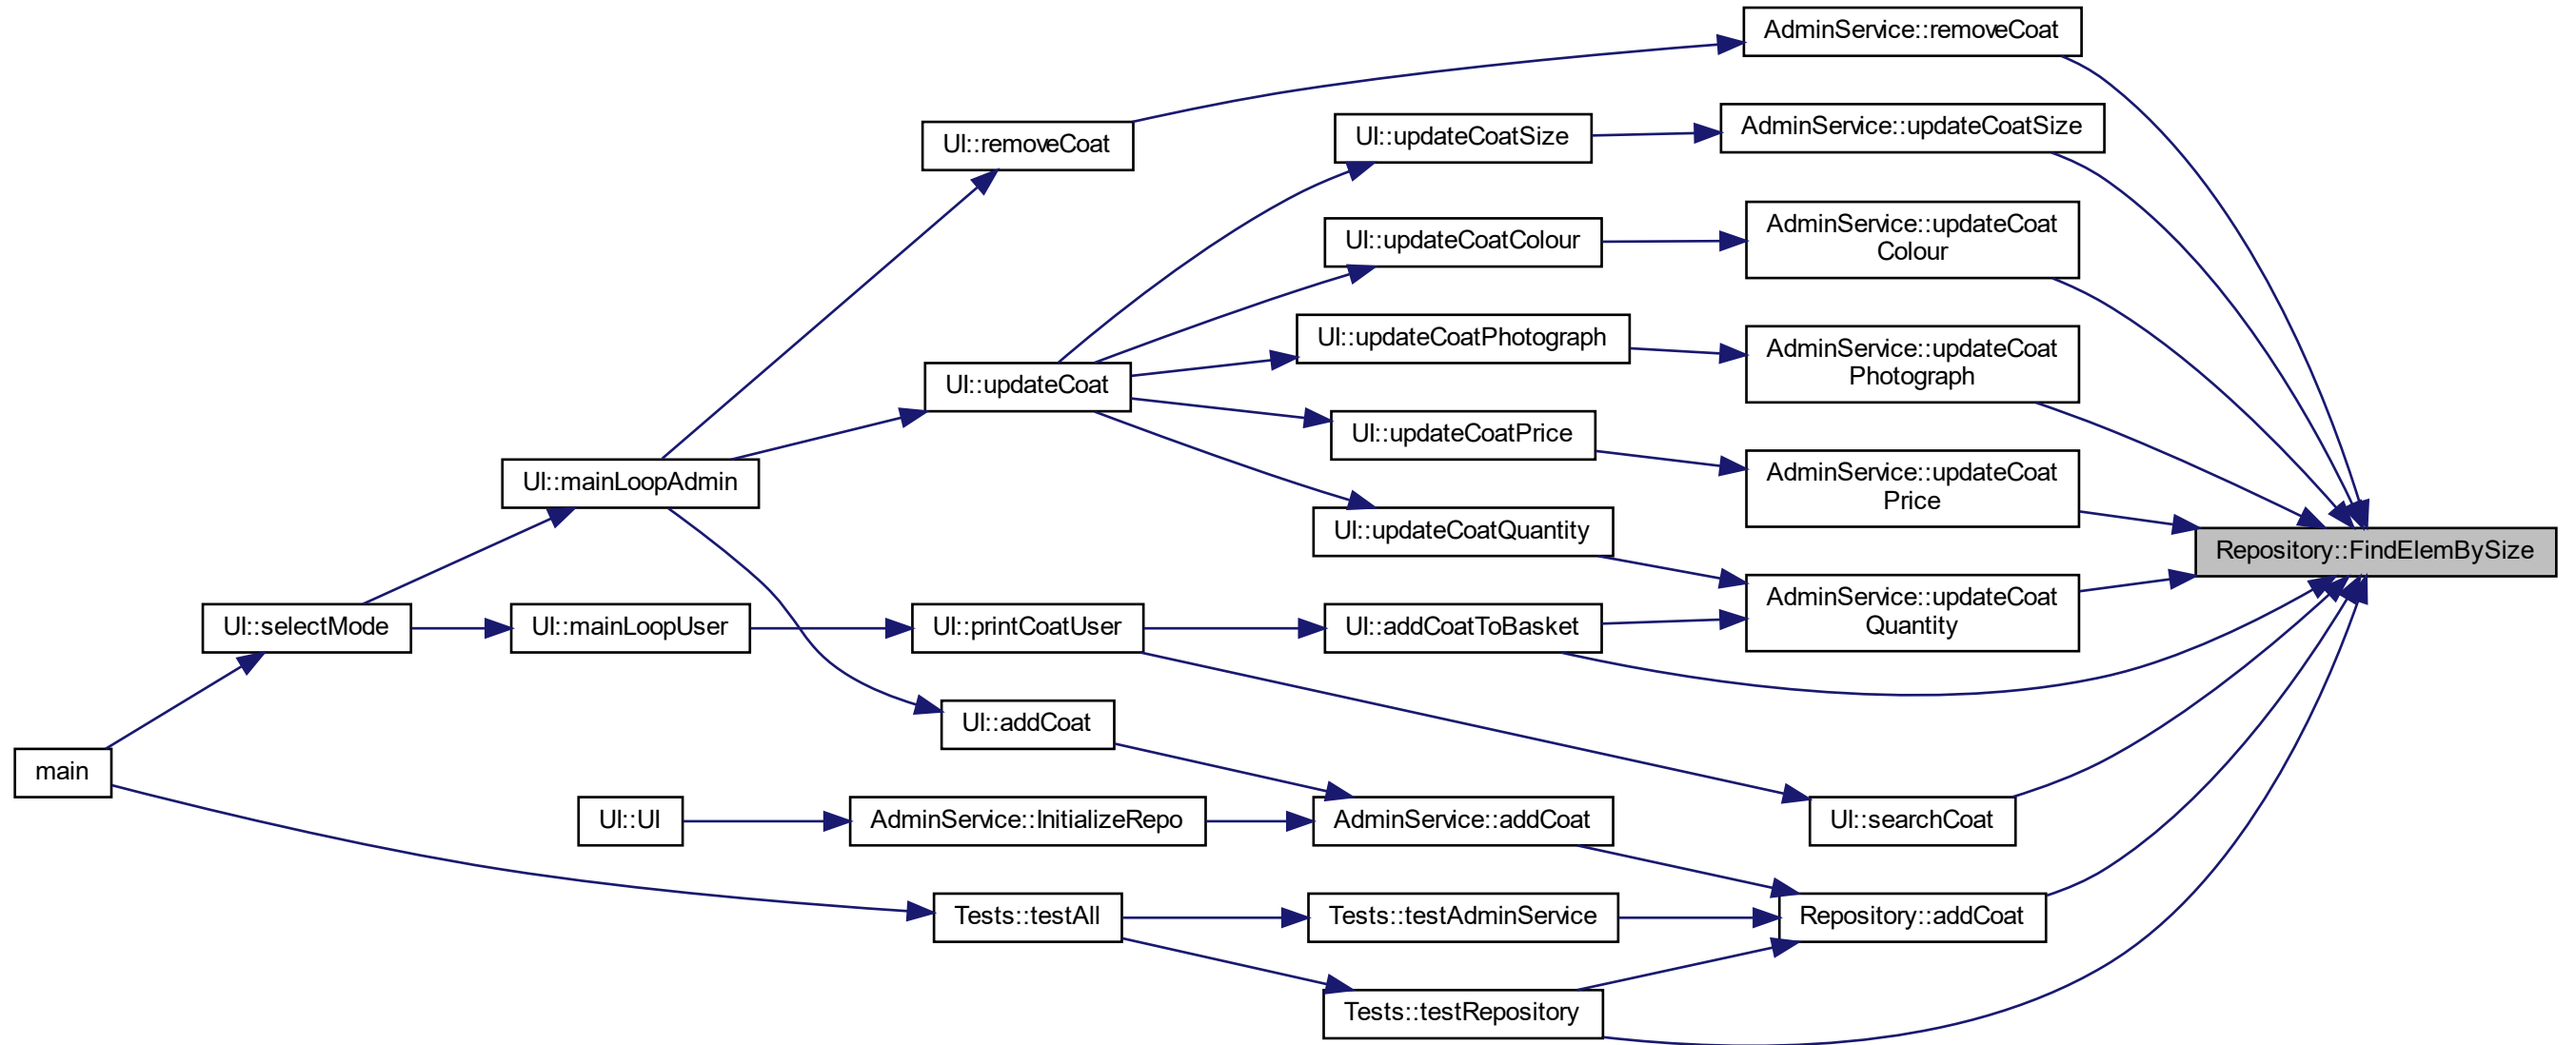 AdminService::removeCoat
AdminService::updateCoatSize
UI::updateCoatSize
UI::removeCoat
AdminService::updateCoat
Colour
UI::updateCoatColour
UI::updateCoatPhotograph
AdminService::updateCoat
Photograph
UI::updateCoat
UI::updateCoatPrice
AdminService::updateCoat
Price
UI::mainLoopAdmin
UI::updateCoatQuantity
Repository::FindElemBySize
AdminService::updateCoat
Quantity
UI::selectMode
UI::mainLoopUser
UI::printCoatUser
UI::addCoatToBasket
UI::addCoat
main
UI::UI
AdminService::InitializeRepo
AdminService::addCoat
UI::searchCoat
Tests::testAll
Tests::testAdminService
Repository::addCoat
Tests::testRepository